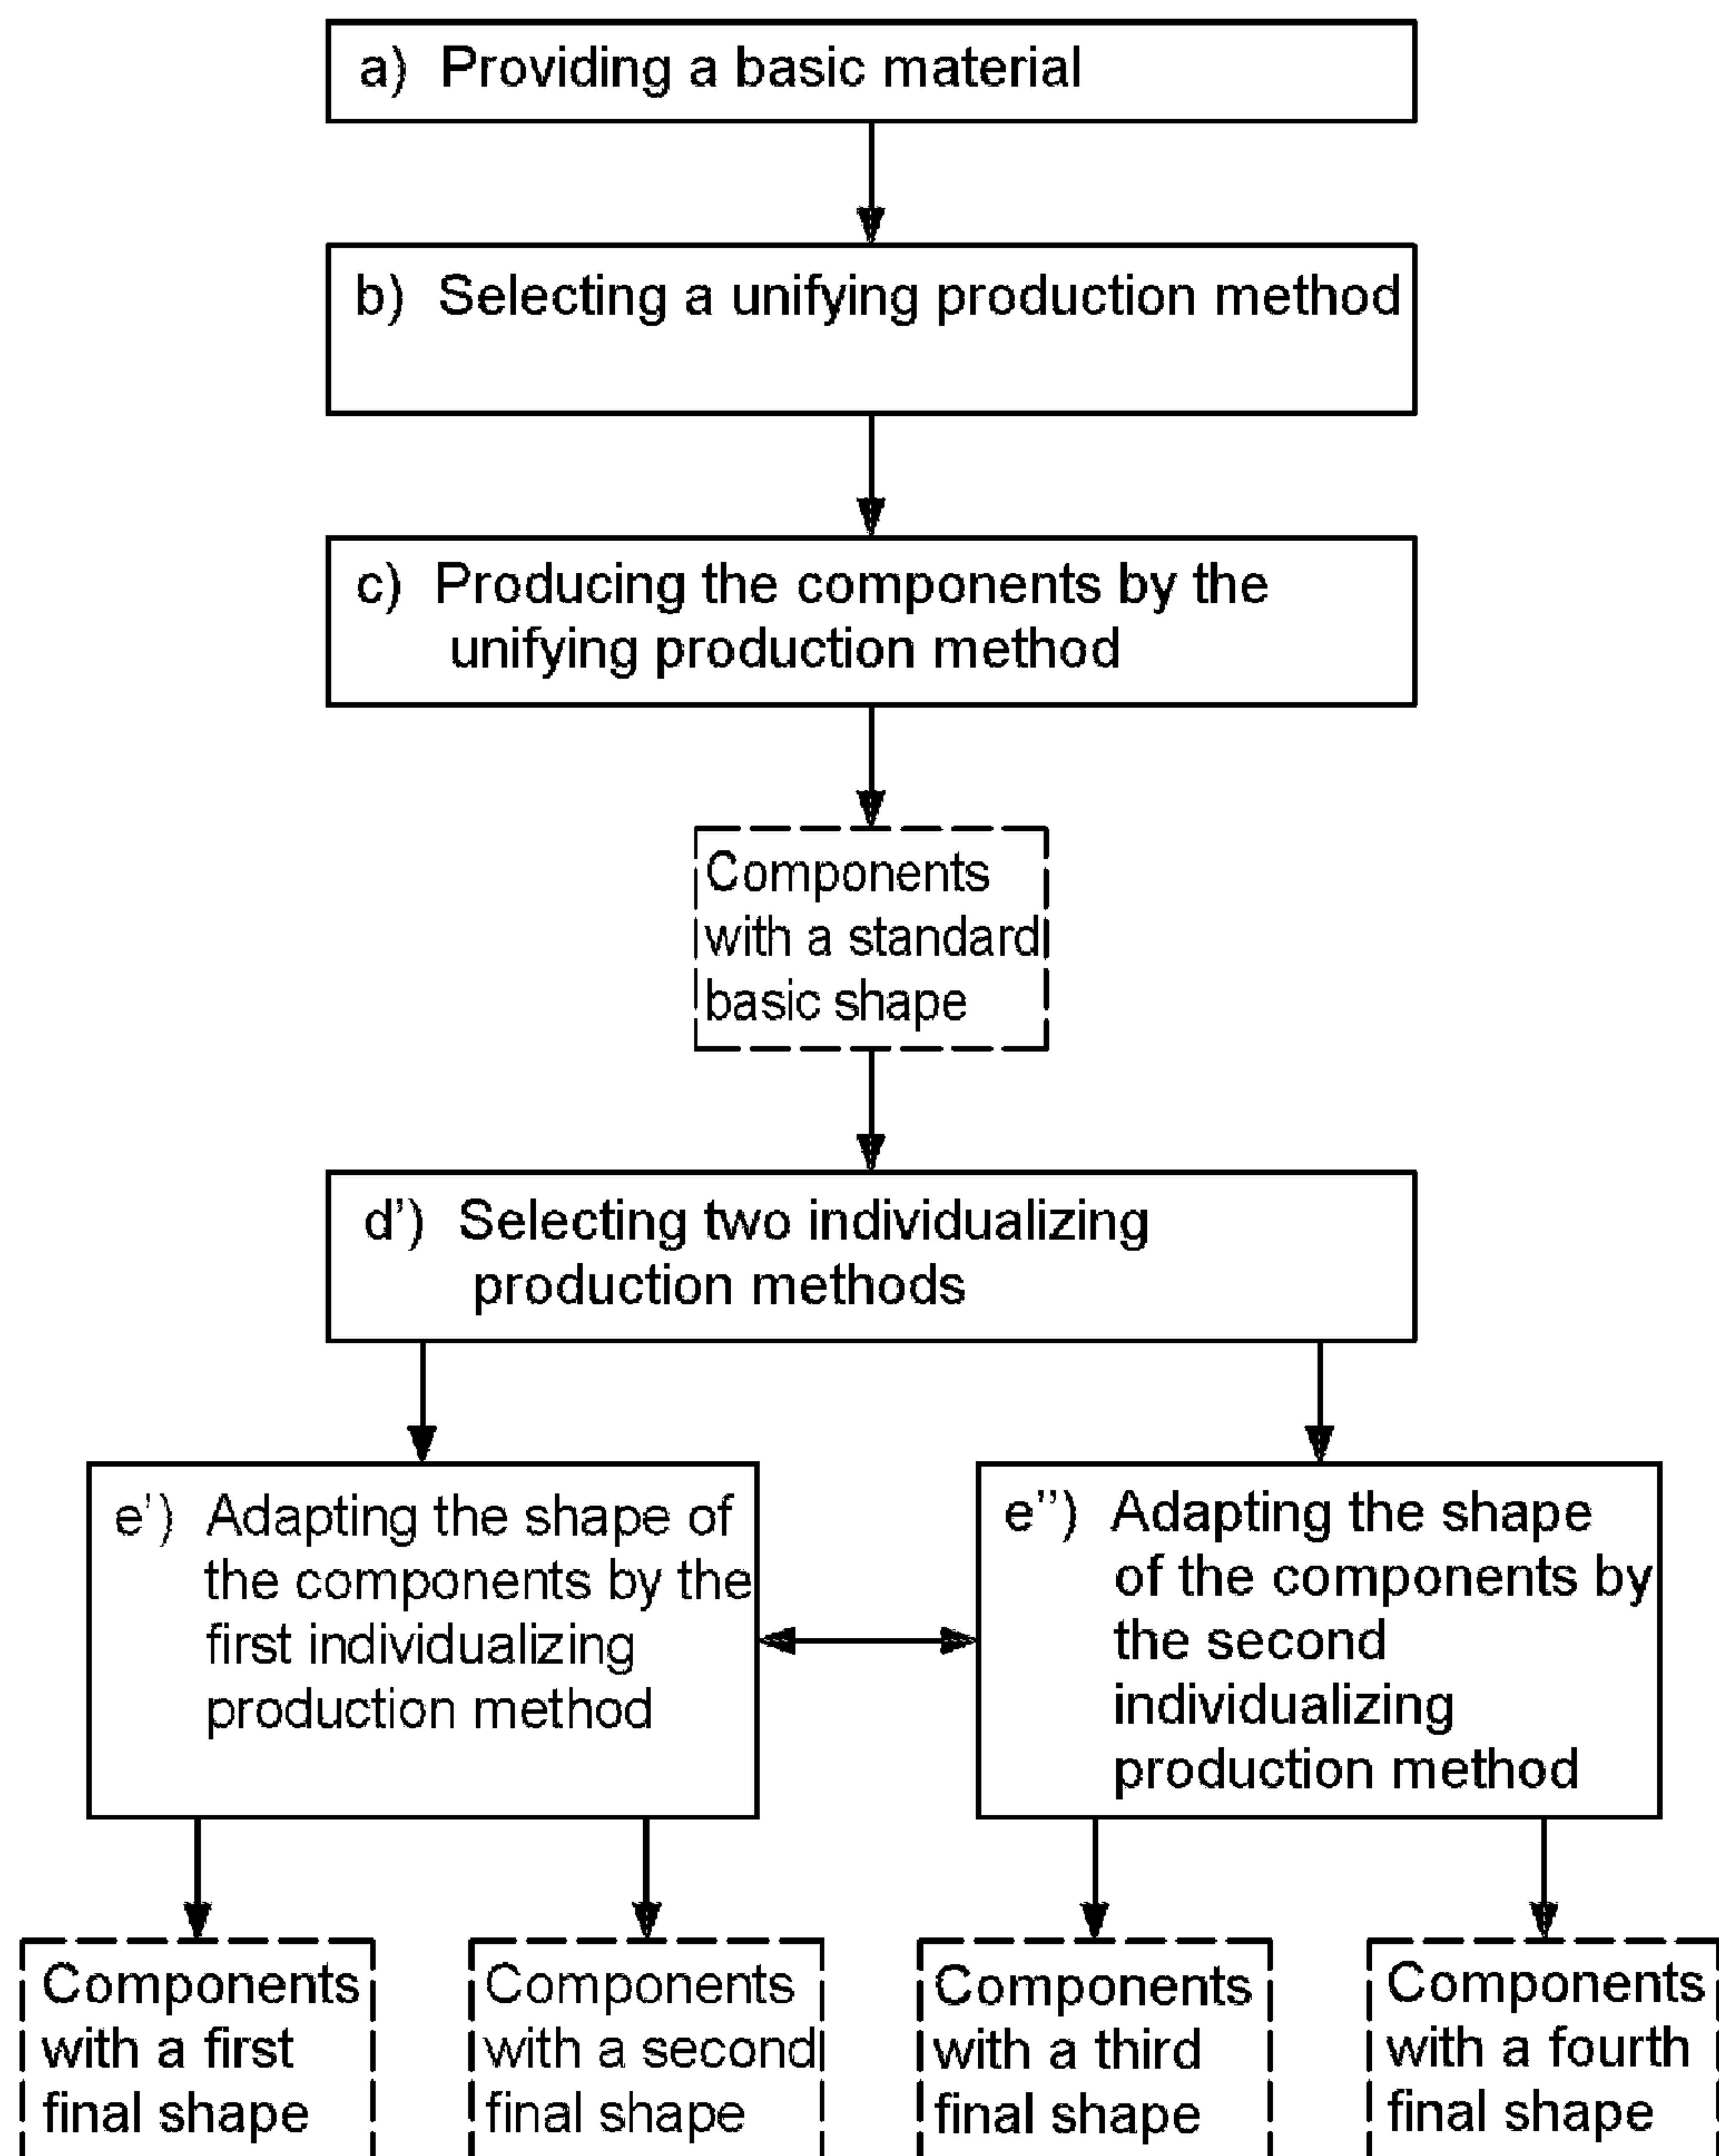 a) Providing a basic material
b) Selecting a unifying production method
c) Producing the components by the
unifying production method
Components
with a standard
basic shape
d') Selecting two individualizing
production methods
e') Adapting the shape of
the components by the
first individualizing
production method
e'') Adapting the shape
of the components by
the second
individualizing
production method
Components
with a first
final shape
Components
with a second
final shape
Components
with a third
final shape
Components
with a fourth
final shape